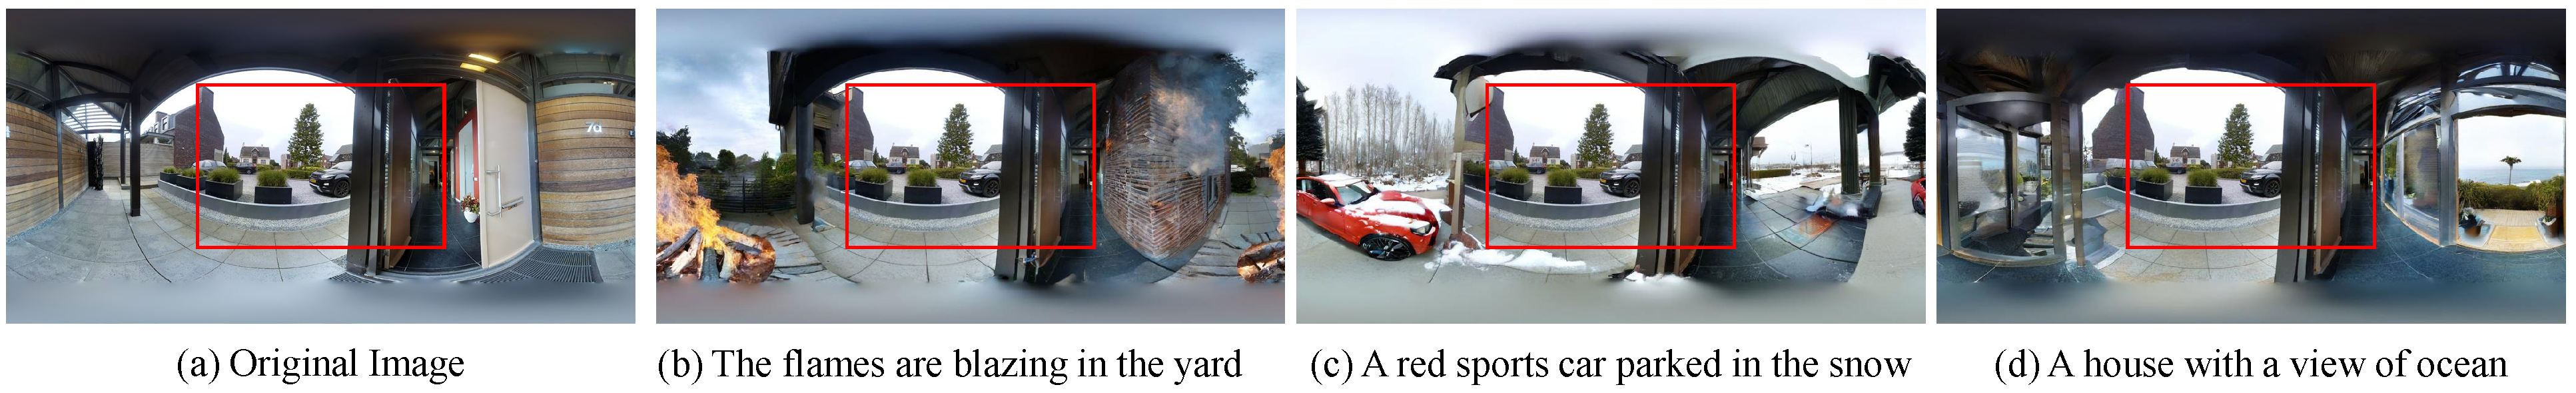 7a
(a) Original Image
(b) The flames are blazing in the yard
(c) A red sports car parked in the snow
(d) A house with a view of ocean